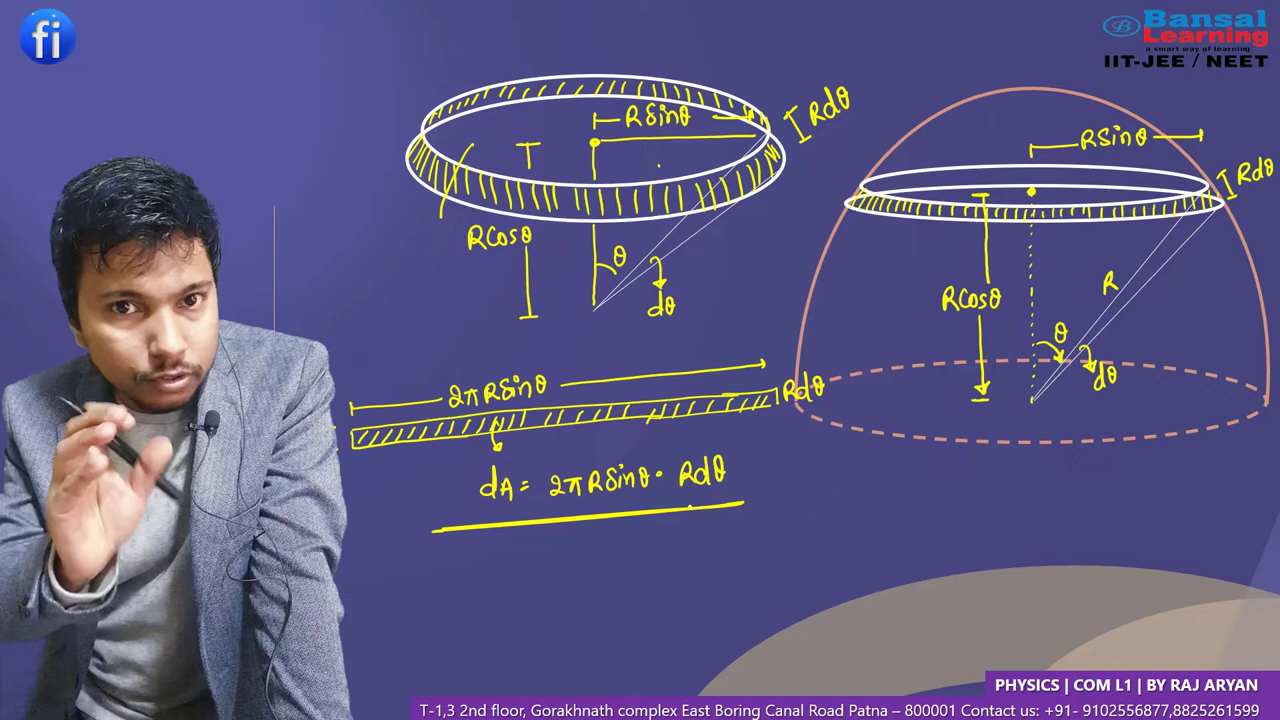 fi
Bansal
Learning
a smart way of learning
IIT-JEE / NEET
Rsinθ
Rdθ
Rcosθ
θ
dθ
2πRsinθ
Rdθ
dA = 2πRsinθ · Rdθ
Rsinθ
Rdθ
Rcosθ
R
θ
dθ
PHYSICS | COM L1 | BY RAJ ARYAN
T-1,3 2nd floor, Gorakhnath complex East Boring Canal Road Patna – 800001 Contact us: +91- 9102556877,8825261599